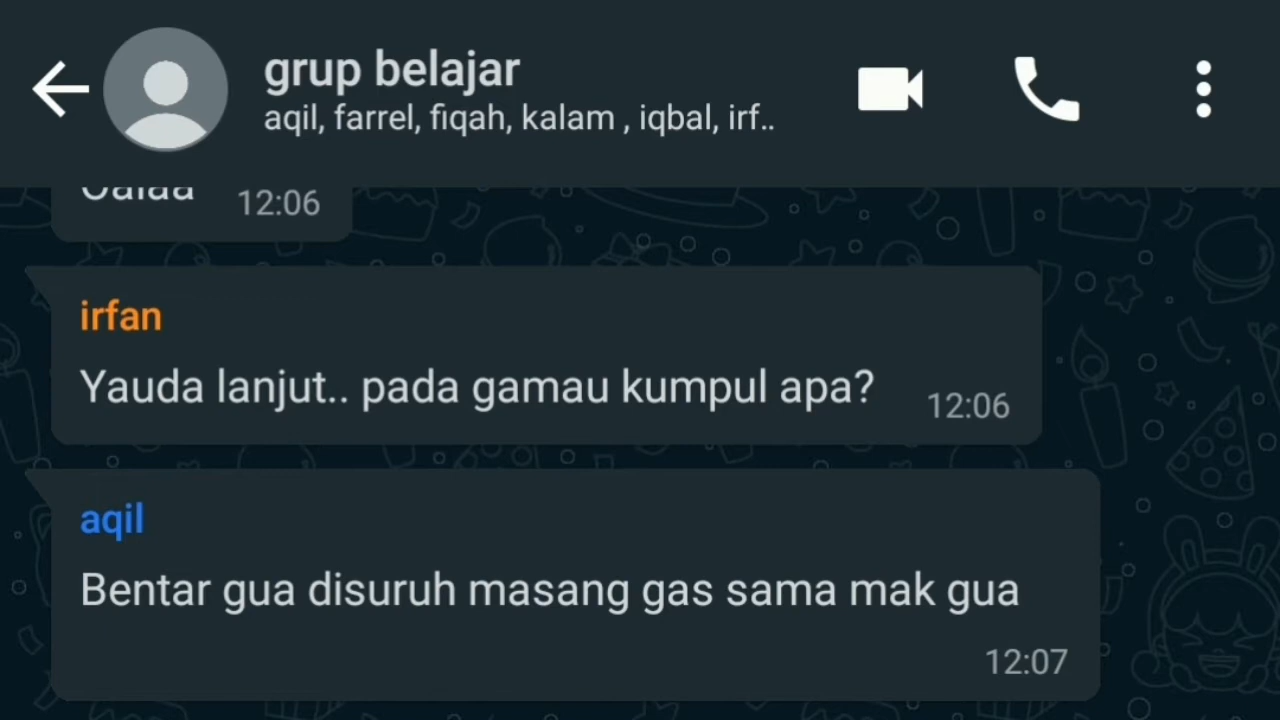 grup belajar
aqil, farrel, fiqah, kalam , iqbal, irf..
12:06
irfan
Yauda lanjut.. pada gamau kumpul apa?
12:06
aqil
Bentar gua disuruh masang gas sama mak gua
12:07